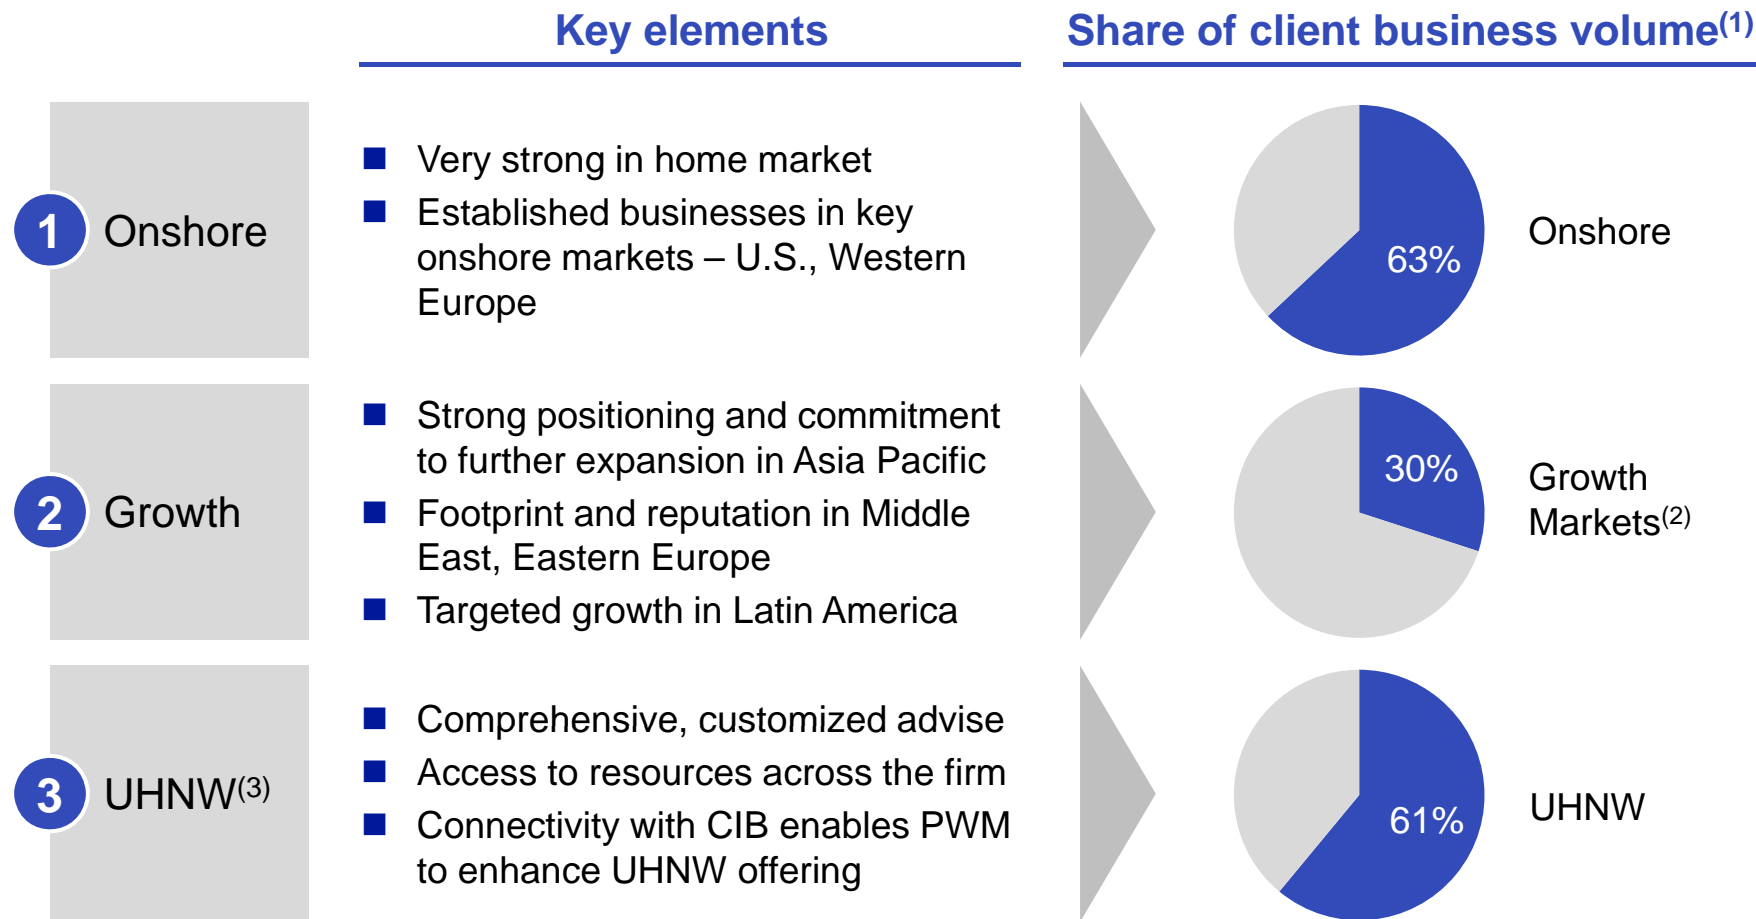 Key elements
Share of client business volume(1)
1
Onshore
Very strong in home market
Established businesses in key
onshore markets – U.S., Western
Europe
63%
Onshore
2
Growth
Strong positioning and commitment
to further expansion in Asia Pacific
Footprint and reputation in Middle
East, Eastern Europe
Targeted growth in Latin America
30%
Growth
Markets(2)
3
UHNW(3)
Comprehensive, customized advise
Access to resources across the firm
Connectivity with CIB enables PWM
to enhance UHNW offering
61%
UHNW